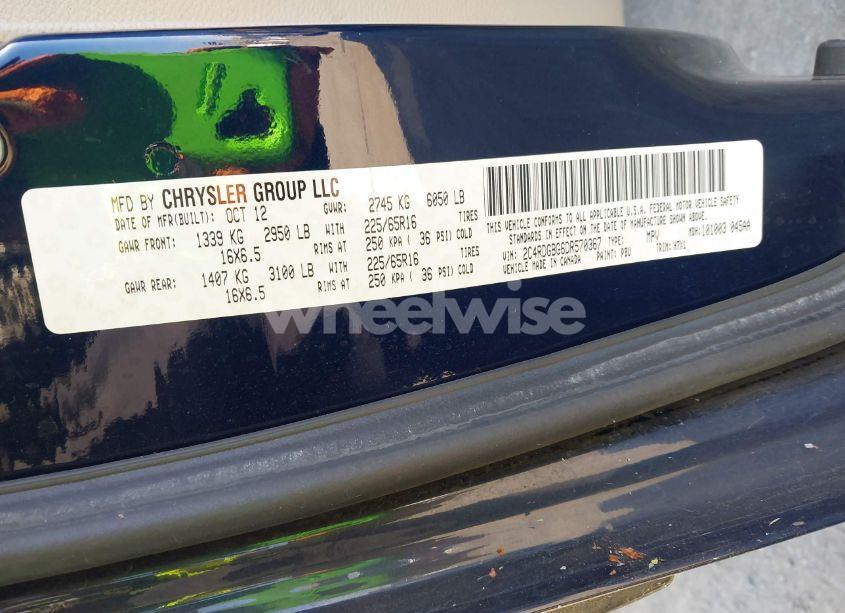 MFD BY CHRYSLER GROUP LLC
DATE OF MFR(BUILT): OCT 12 GVWR: 2745 KG 6050 LB
GAWR FRONT: 1339 KG 2950 LB WITH 225/65R16 TIRES
16X6.5 RIMS AT 250 KPA ( 36 PSI) COLD
GAWR REAR: 1407 KG 3100 LB WITH 225/65R16 TIRES
16X6.5 RIMS AT 250 KPA ( 36 PSI) COLD
THIS VEHICLE CONFORMS TO ALL APPLICABLE U.S.A. FEDERAL MOTOR VEHICLE SAFETY
STANDARDS IN EFFECT ON THE DATE OF MANUFACTURE SHOWN ABOVE.
VIN: 2C4RDGBG6DR570367 TYPE: MPV MDH: 101003 045AA
MADE IN CANADA PAINT: PBU TRIM:
wheelwise